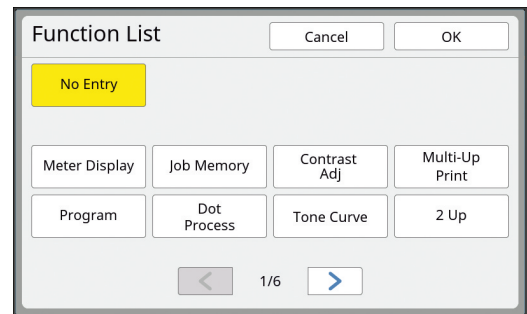 Function List
Cancel
OK
No Entry
Meter Display
Job Memory
Contrast
Adj
Multi-Up
Print
Program
Dot
Process
Tone Curve
2 Up
1/6